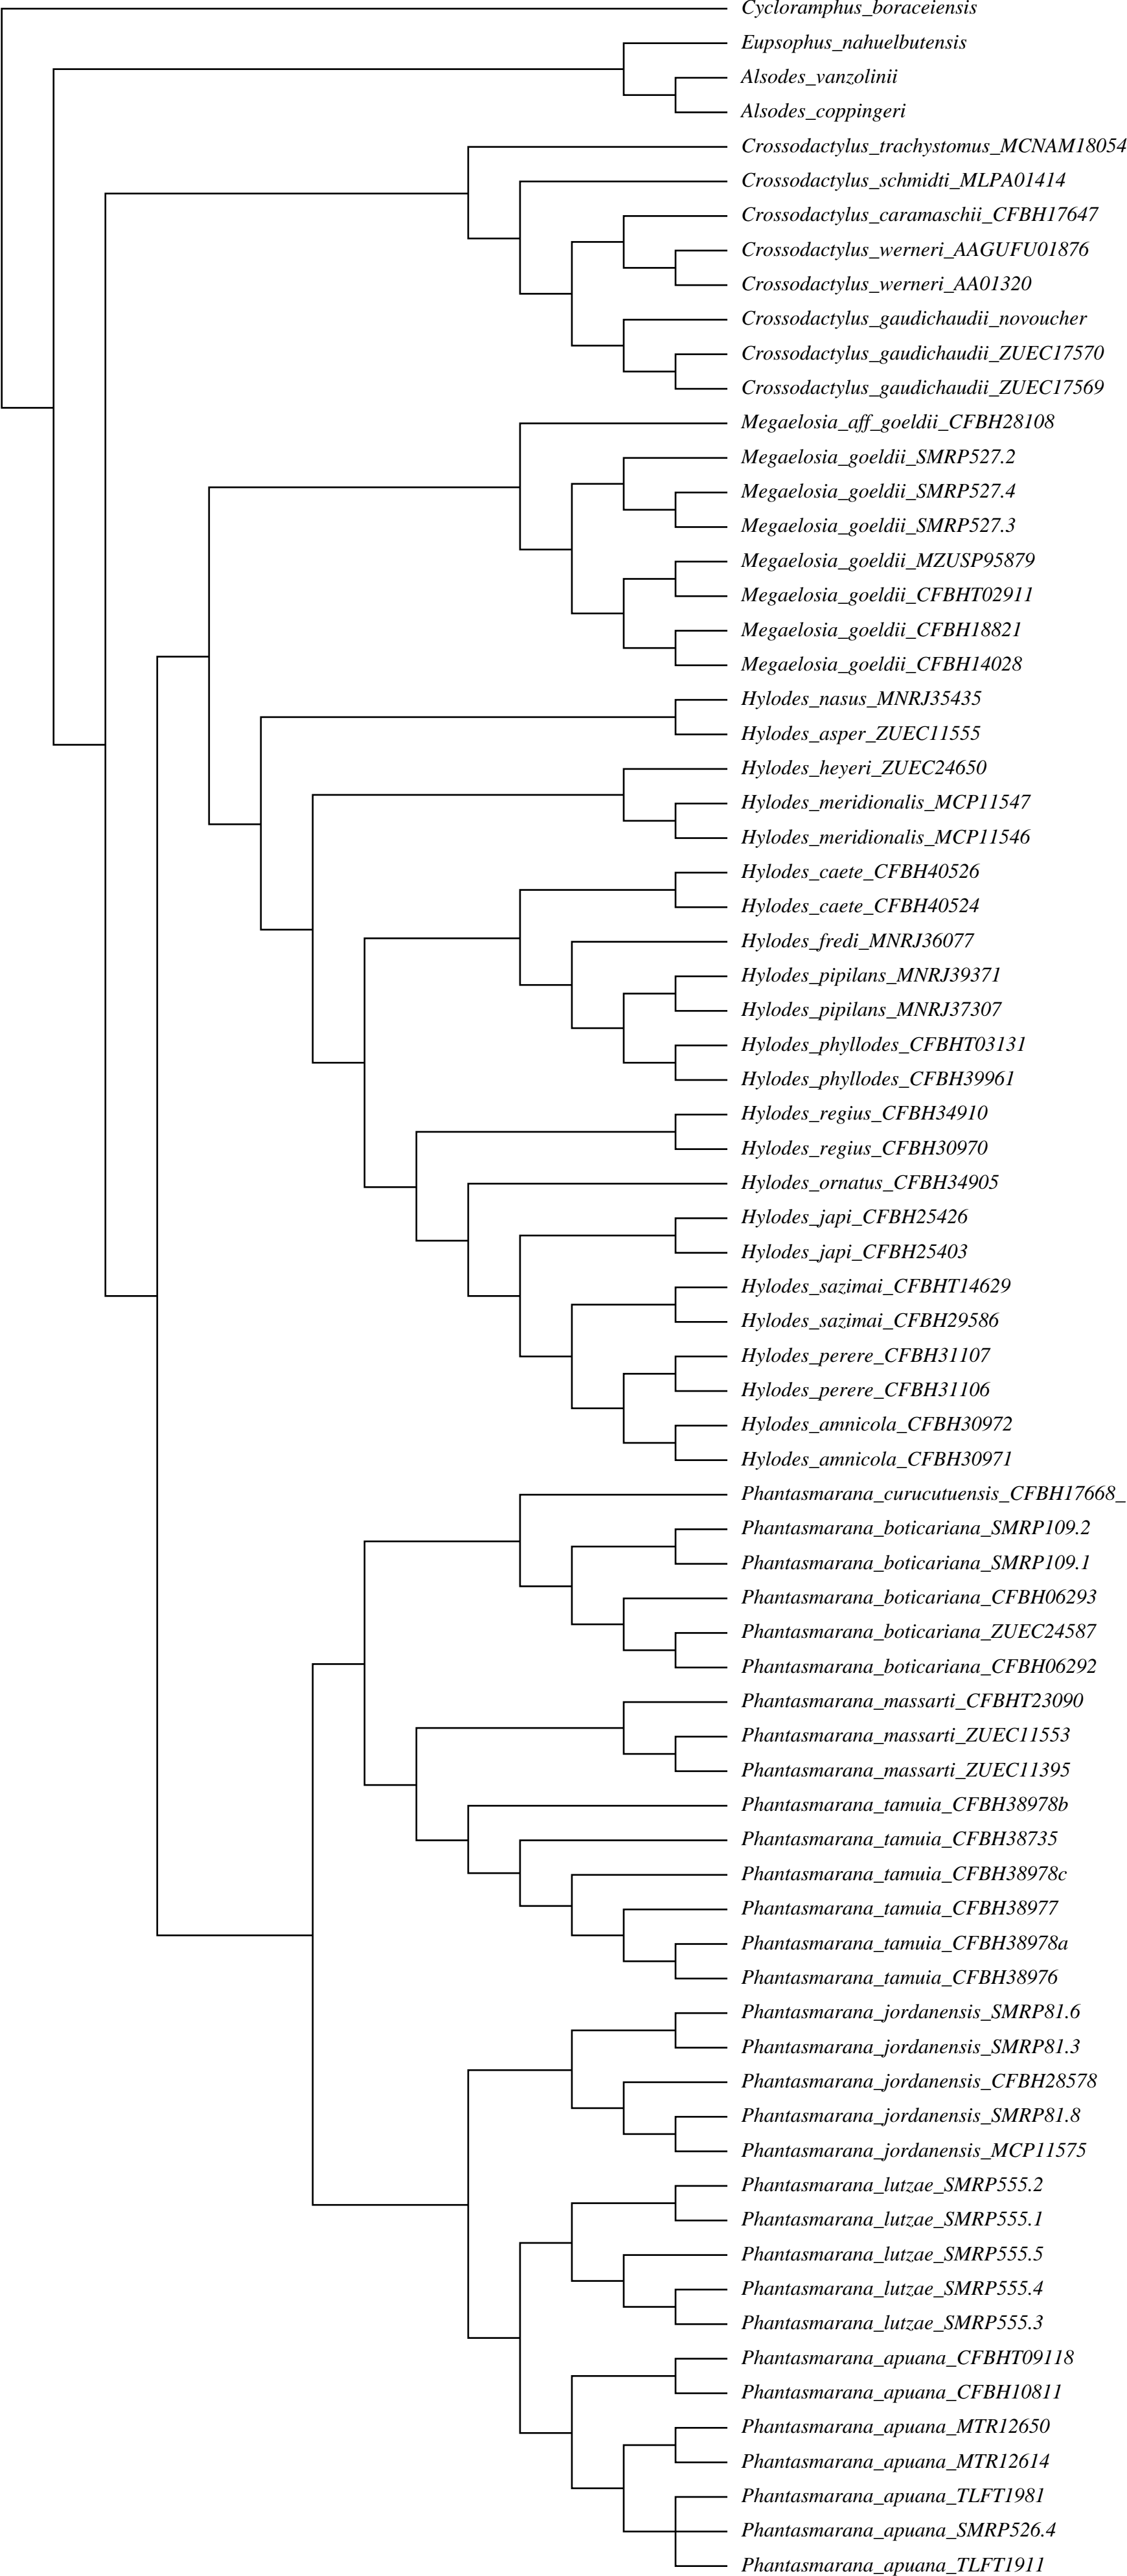 Cycloramphus_boraceiensis
Eupsophus_nahuelbutensis
Alsodes_vanzolinii
Alsodes_coppingeri
Crossodactylus_trachystomus_MCNAM18054
Crossodactylus_schmidti_MLPA01414
Crossodactylus_caramaschii_CFBH17647
Crossodactylus_werneri_AAGUFU01876
Crossodactylus_werneri_AA01320
Crossodactylus_gaudichaudii_novoucher
Crossodactylus_gaudichaudii_ZUEC17570
Crossodactylus_gaudichaudii_ZUEC17569
Megaelosia_aff_goeldii_CFBH28108
Megaelosia_goeldii_SMRP527.2
Megaelosia_goeldii_SMRP527.4
Megaelosia_goeldii_SMRP527.3
Megaelosia_goeldii_MZUSP95879
Megaelosia_goeldii_CFBHT02911
Megaelosia_goeldii_CFBH18821
Megaelosia_goeldii_CFBH14028
Hylodes_nasus_MNRJ35435
Hylodes_asper_ZUEC11555
Hylodes_heyeri_ZUEC24650
Hylodes_meridionalis_MCP11547
Hylodes_meridionalis_MCP11546
Hylodes_caete_CFBH40526
Hylodes_caete_CFBH40524
Hylodes_fredi_MNRJ36077
Hylodes_pipilans_MNRJ39371
Hylodes_pipilans_MNRJ37307
Hylodes_phyllodes_CFBHT03131
Hylodes_phyllodes_CFBH39961
Hylodes_regius_CFBH34910
Hylodes_regius_CFBH30970
Hylodes_ornatus_CFBH34905
Hylodes_japi_CFBH25426
Hylodes_japi_CFBH25403
Hylodes_sazimai_CFBHT14629
Hylodes_sazimai_CFBH29586
Hylodes_perere_CFBH31107
Hylodes_perere_CFBH31106
Hylodes_amnicola_CFBH30972
Hylodes_amnicola_CFBH30971
Phantasmarana_curucutuensis_CFBH17668_
Phantasmarana_boticariana_SMRP109.2
Phantasmarana_boticariana_SMRP109.1
Phantasmarana_boticariana_CFBH06293
Phantasmarana_boticariana_ZUEC24587
Phantasmarana_boticariana_CFBH06292
Phantasmarana_massarti_CFBHT23090
Phantasmarana_massarti_ZUEC11553
Phantasmarana_massarti_ZUEC11395
Phantasmarana_tamuia_CFBH38978b
Phantasmarana_tamuia_CFBH38735
Phantasmarana_tamuia_CFBH38978c
Phantasmarana_tamuia_CFBH38977
Phantasmarana_tamuia_CFBH38978a
Phantasmarana_tamuia_CFBH38976
Phantasmarana_jordanensis_SMRP81.6
Phantasmarana_jordanensis_SMRP81.3
Phantasmarana_jordanensis_CFBH28578
Phantasmarana_jordanensis_SMRP81.8
Phantasmarana_jordanensis_MCP11575
Phantasmarana_lutzae_SMRP555.2
Phantasmarana_lutzae_SMRP555.1
Phantasmarana_lutzae_SMRP555.5
Phantasmarana_lutzae_SMRP555.4
Phantasmarana_lutzae_SMRP555.3
Phantasmarana_apuana_CFBHT09118
Phantasmarana_apuana_CFBH10811
Phantasmarana_apuana_MTR12650
Phantasmarana_apuana_MTR12614
Phantasmarana_apuana_TLFT1981
Phantasmarana_apuana_SMRP526.4
Phantasmarana_apuana_TLFT1911